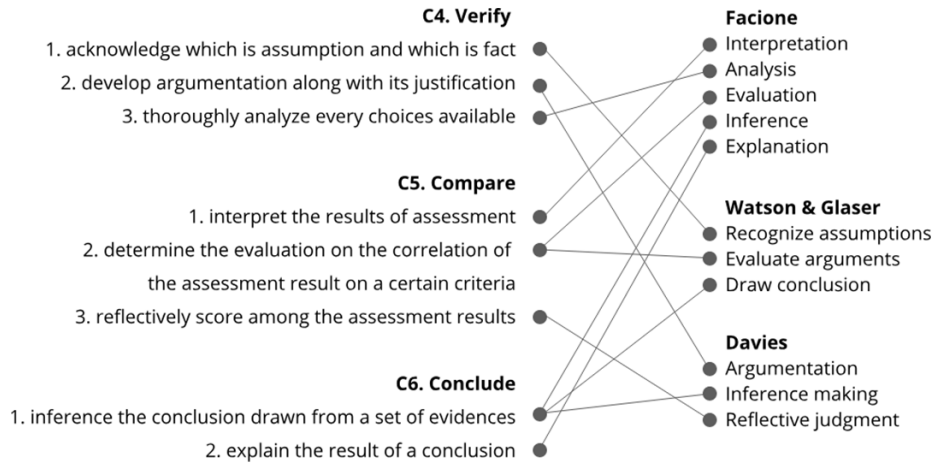 C4. Verify
1. acknowledge which is assumption and which is fact
2. develop argumentation along with its justification
3. thoroughly analyze every choices available
C5. Compare
1. interpret the results of assessment
2. determine the evaluation on the correlation of
the assessment result on a certain criteria
3. reflectively score among the assessment results
C6. Conclude
1. inference the conclusion drawn from a set of evidences
2. explain the result of a conclusion
Facione
Interpretation
Analysis
Evaluation
Inference
Explanation
Watson & Glaser
Recognize assumptions
Evaluate arguments
Draw conclusion
Davies
Argumentation
Inference making
Reflective judgment